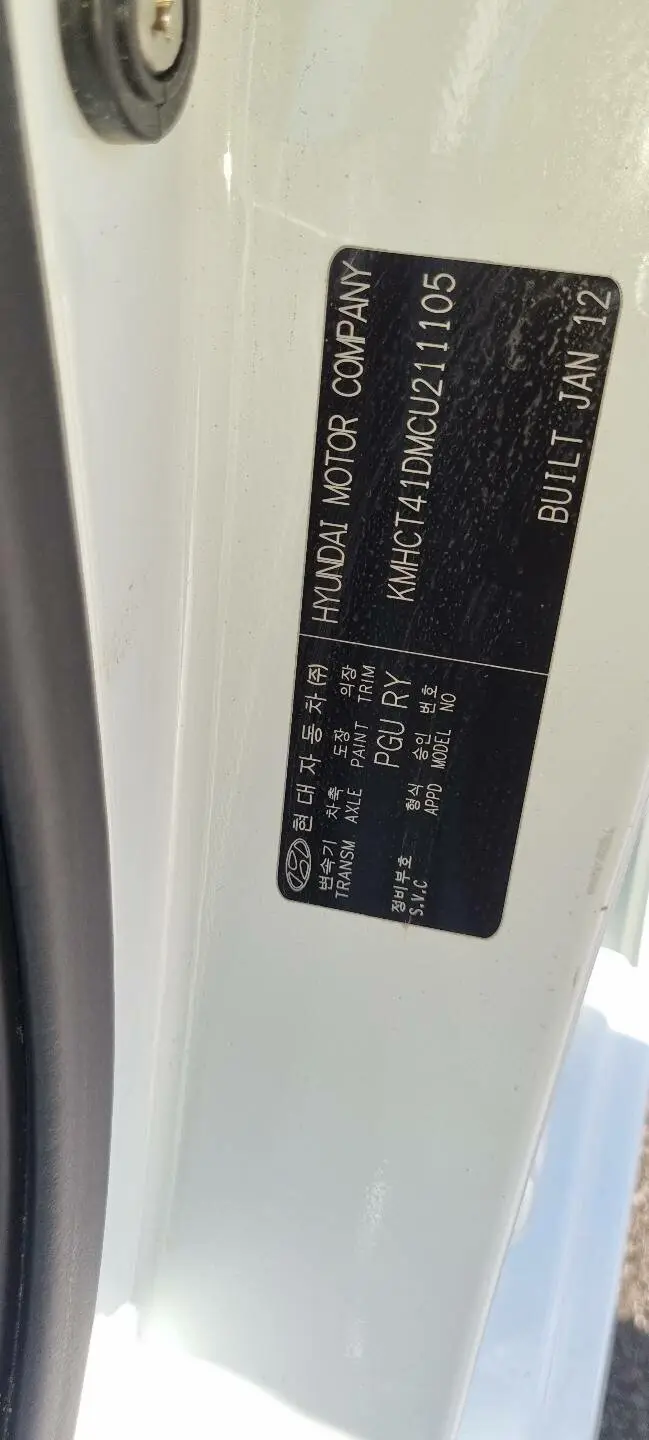 현대자동차(주) HYUNDAI MOTOR COMPANY
변속기 차축 도장 의장
TRANSM AXLE PAINT TRIM
PGU RY
KMHCT41DMCU211105
정비부호 형식 승인 번호
S.V.C APPD MODEL NO
BUILT JAN 12